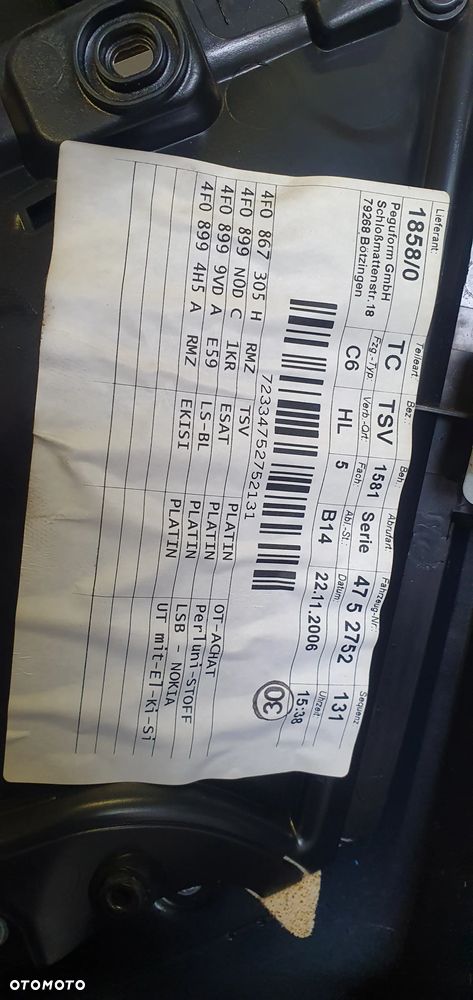 Lieferant: Teileart Bez.: Beh. Abrufart: Fahrzeug-Nr.: Sequenz
1858/0 TC TSV 1581 Serie 47 5 2752 131
Peguform GmbH Fzg.-Typ: Verb.-Ort: Fach: Abl.-St.: Datum: Uhrzeit
Schloßmattenstr.18 C6 HL 5 B14 22.11.2006 15:38
79268 Bötzingen
30
72334752752131
4F0 867 305 H RMZ TSV PLATIN OT-ACHAT
4F0 899 N0D C 1KR ESAT PLATIN Perluni-STOFF
4F0 899 9VD A E59 LS-BL PLATIN LSB - NOKIA
4F0 899 4H5 A RMZ EKISI PLATIN UT mit-El-Ki-Si
OTOMOTO